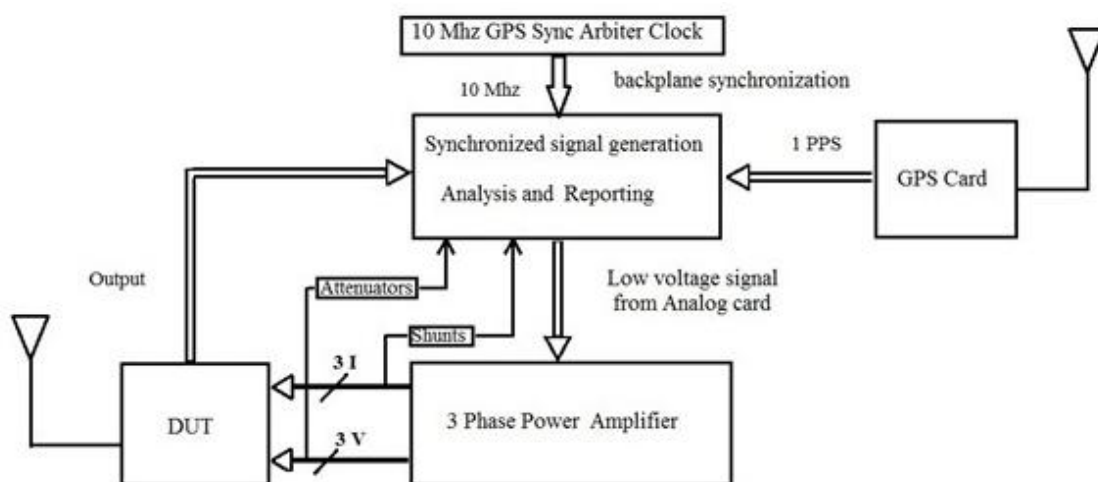 10 Mhz GPS Sync Arbiter Clock
10 Mhz
backplane synchronization
Synchronized signal generation
Analysis and Reporting
1 PPS
GPS Card
Output
Attenuators
Shunts
Low voltage signal
from Analog card
3 I
3 V
DUT
3 Phase Power Amplifier